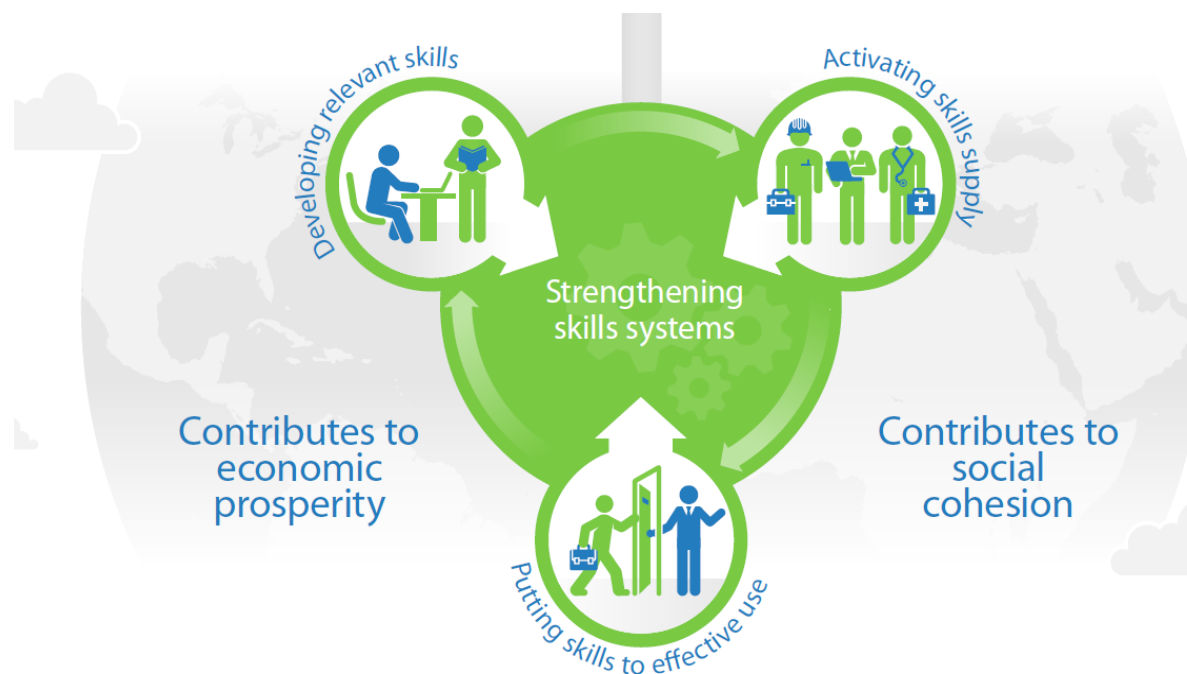 Developing relevant skills
Activating skills supply
Strengthening
skills systems
Contributes to
economic
prosperity
Contributes to
social
cohesion
Putting skills to effective use